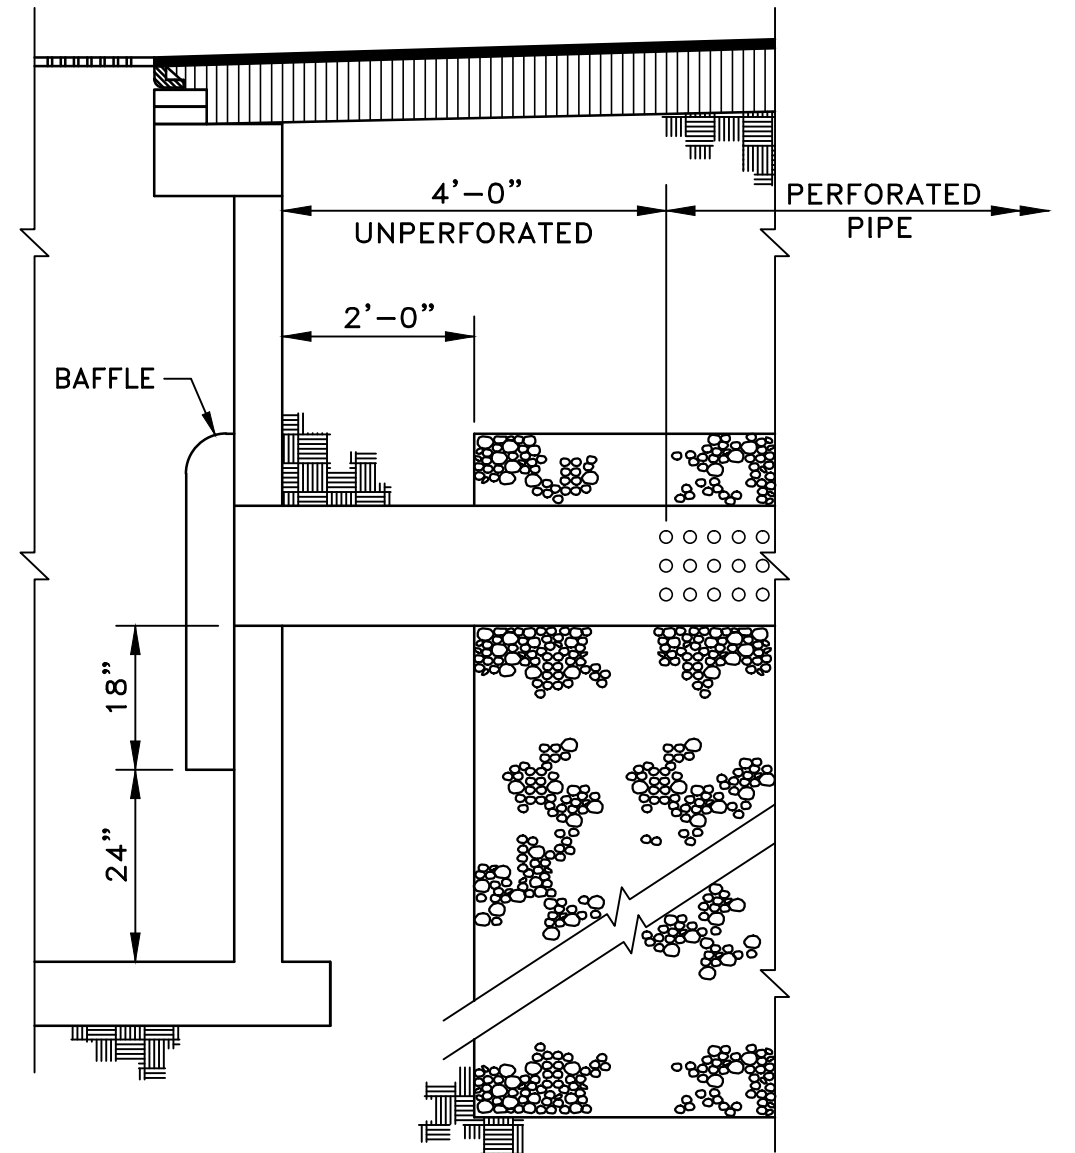 4'-0"
UNPERFORATED
PERFORATED
PIPE
2'-0"
BAFFLE
18"
24"